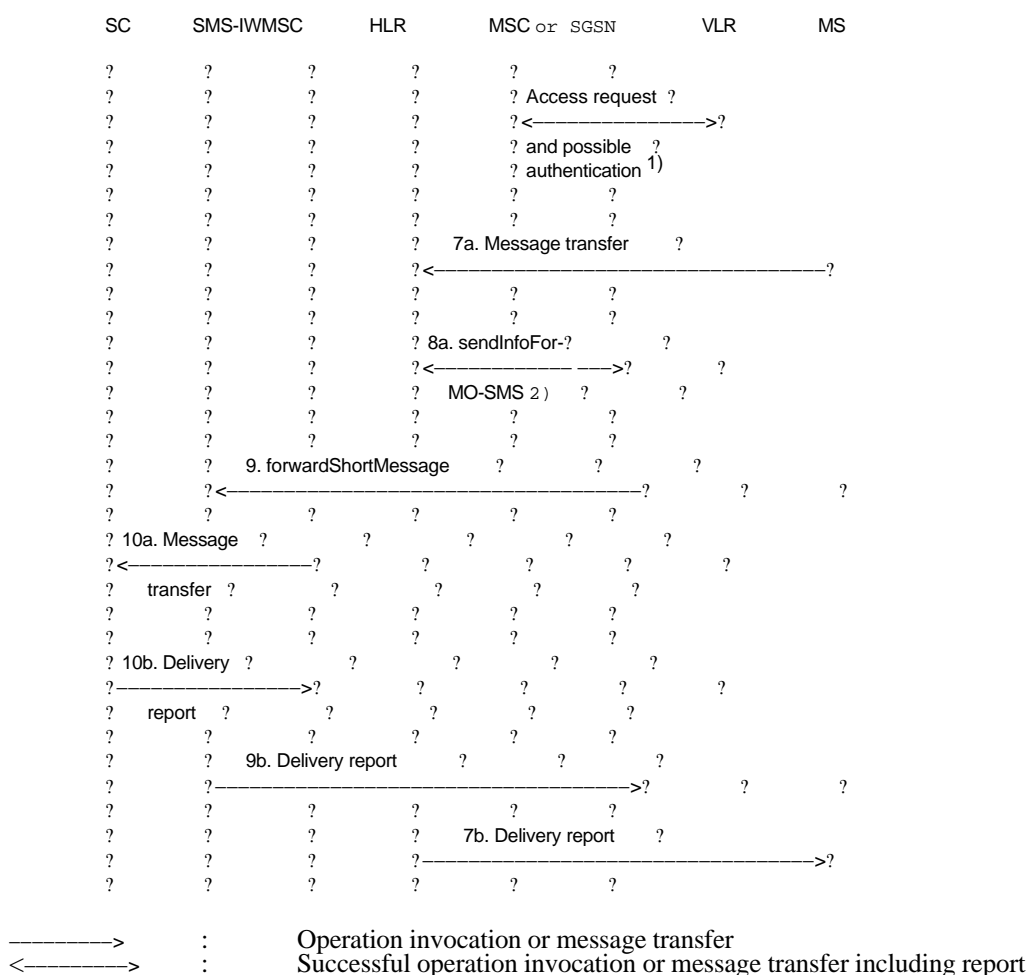 SC SMS-IWMSC HLR MSC or SGSN VLR MS
? ? ? ? ? ?
? ? ? ? ? Access request ?
? ? ? ? ?<––––––––––––––––>?
? ? ? ? ? and possible ?
? ? ? ? ? authentication 1)
? ? ? ? ? ?
? ? ? ? ? ?
? ? ? ? 7a. Message transfer ?
? ? ? ? ?<–––––––––––––––––––––––––––––––––––?
? ? ? ? ? ?
? ? ? ? ? ?
? ? ? ? 8a. sendInfoFor-? ?
? ? ? ?<–––––––––––– –––>? ?
? ? ? ? MO-SMS 2) ? ?
? ? ? ? ? ?
? ? ? ? ? ?
? ? 9. forwardShortMessage ? ? ?
? ?<––––––––––––––––––––––––––––––––––––? ? ?
? ? ? ? ? ?
? 10a. Message ? ? ? ? ?
?<––––––––––––––––? ? ? ? ?
? transfer ? ? ? ? ?
? ? ? ? ? ?
? ? ? ? ? ?
? 10b. Delivery ? ? ? ? ?
?––––––––––––––––>? ? ? ? ?
? report ? ? ? ? ?
? ? ? ? ? ?
? ? 9b. Delivery report ? ? ?
? ?––––––––––––––––––––––––––––––––––––>? ? ?
? ? ? ? ? ?
? ? ? ? 7b. Delivery report ?
? ? ? ?––––––––––––––––––––––––––––––––––>?
? ? ? ? ? ?
–––––––––> : Operation invocation or message transfer
<–––––––––> : Successful operation invocation or message transfer including report